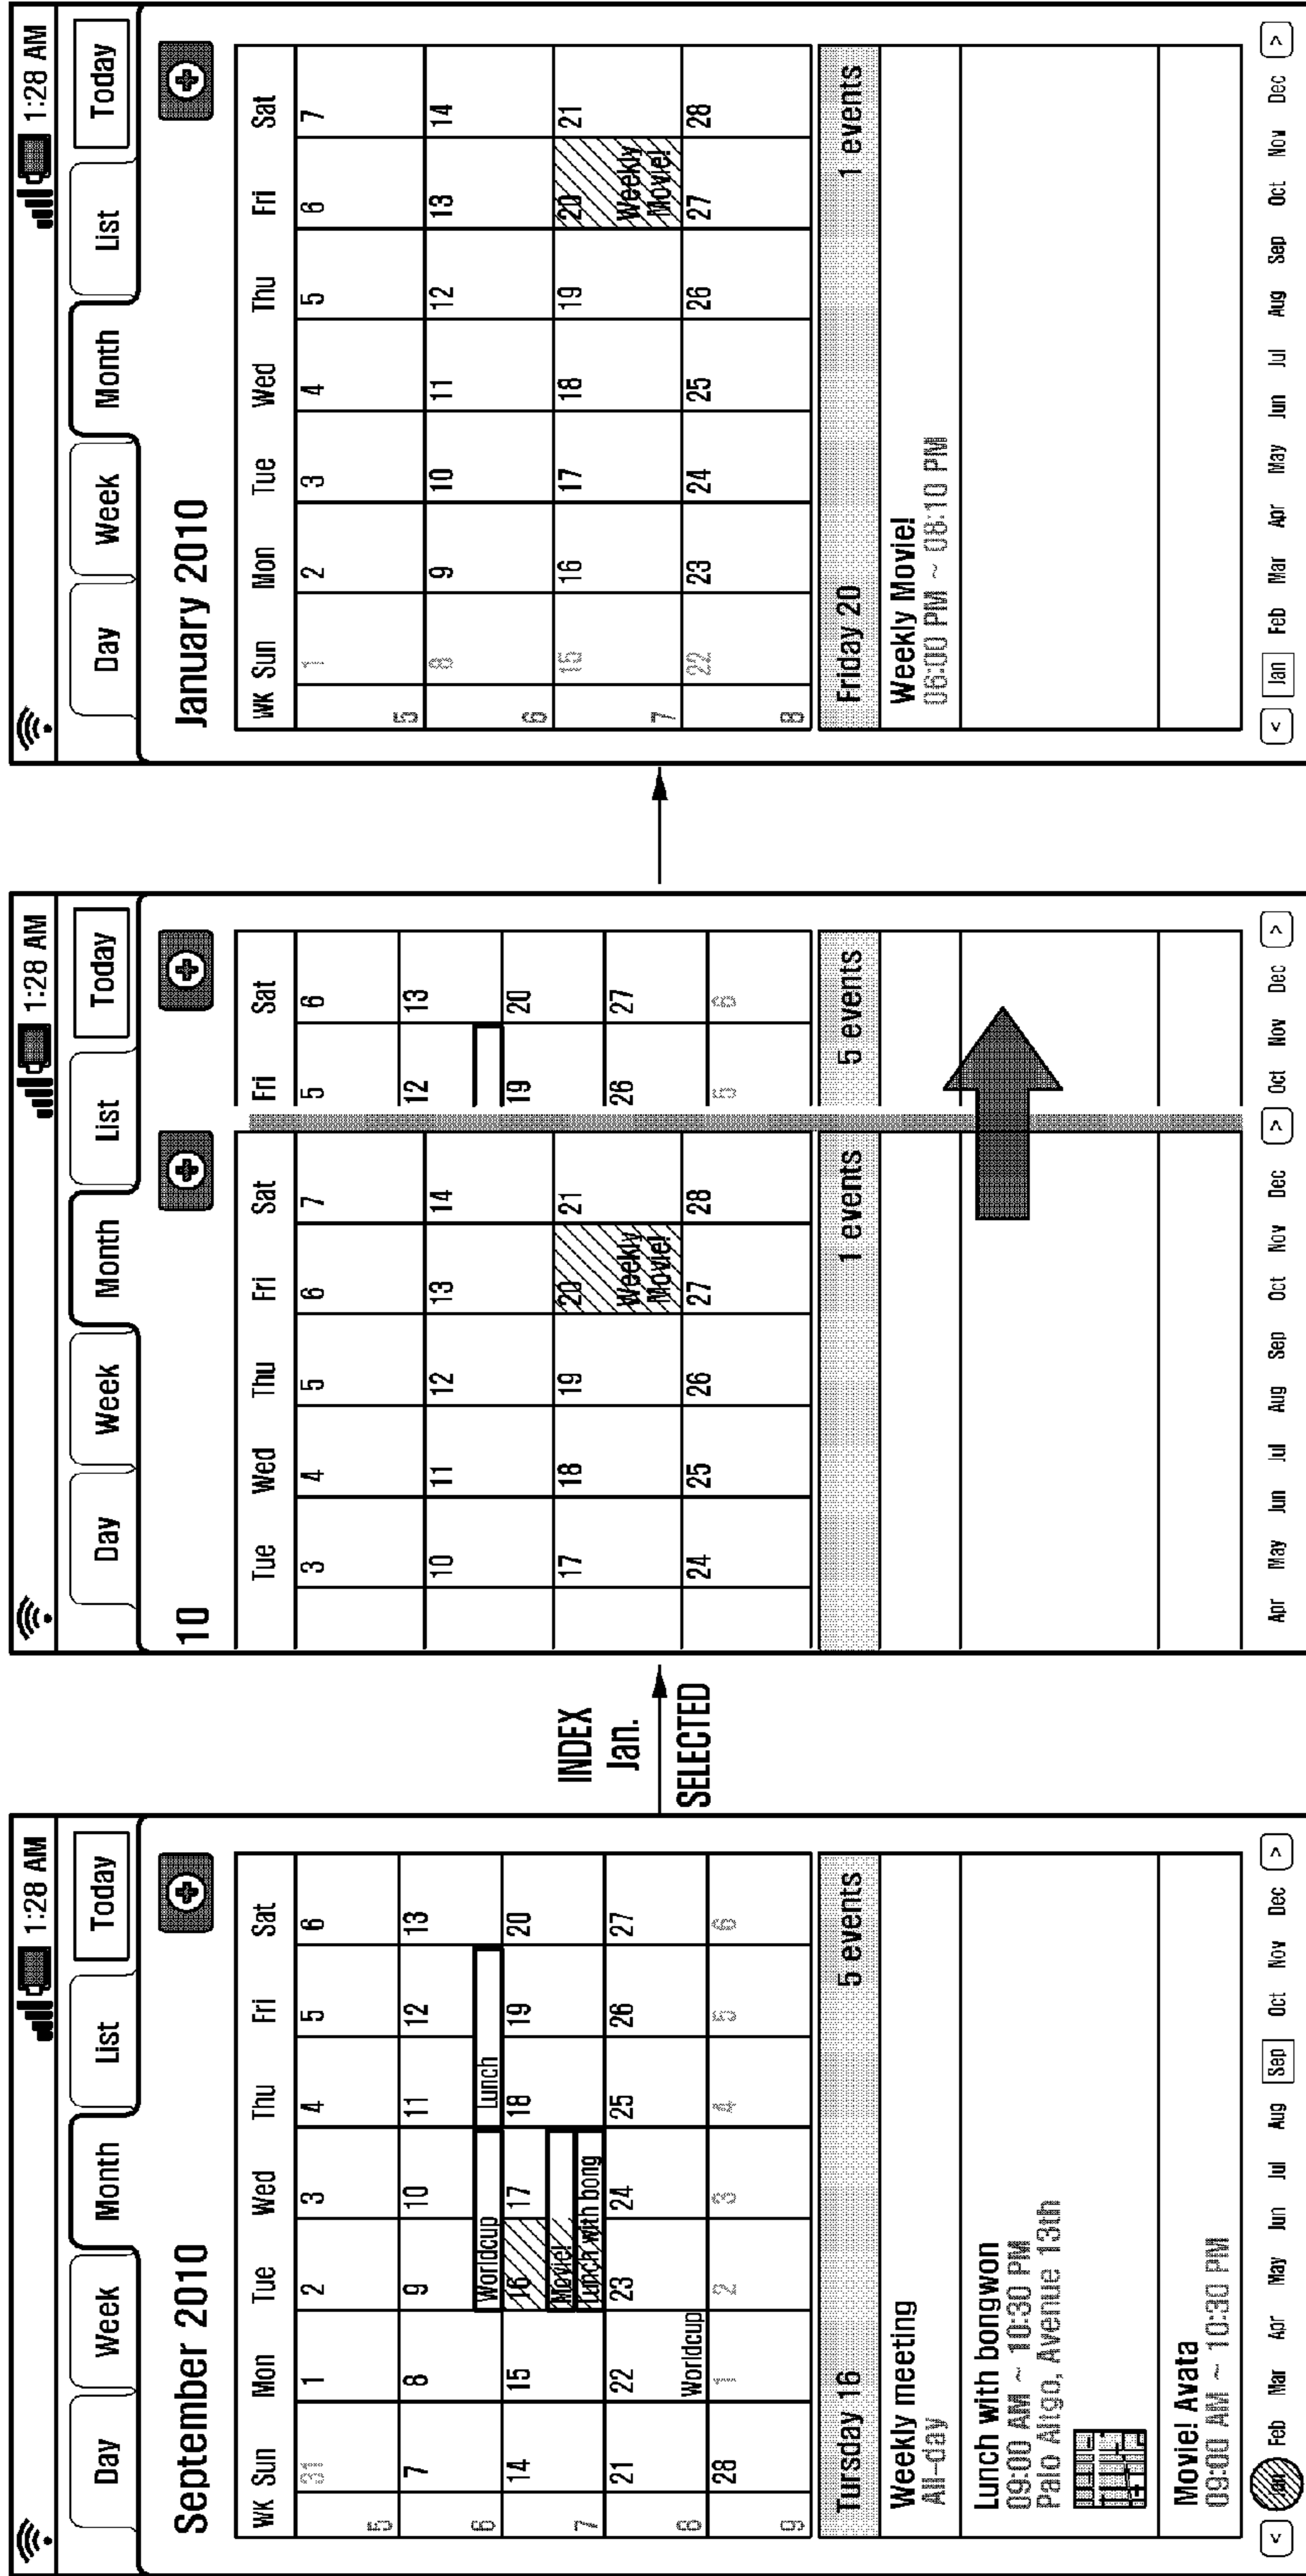 1:28 AM
Day Week Month List Today
September 2010
WK Sun Mon Tue Wed Thu Fri Sat
31 1 2 3 4 5 6
5
7 8 9 10 11 12 13
6 Worldcup Lunch
14 15 16 17 18 19 20
Movie!
7 Lunch with bong
21 22 23 24 25 26 27
8 Worldcup
28 1 2 3 4 5 6
9
Tursday 16 5 events
Weekly meeting
All-day
Lunch with bongwon
09:00 AM ~ 10:30 PM
Palo Altgo, Avenue 13th
Movie! Avata
09:00 AM ~ 10:30 PM
< Jan Feb Mar Apr May Jun Jul Aug Sep Oct Nov Dec >
INDEX
Jan.
SELECTED
1:28 AM
Day Week Month List Today
10
Tue Wed Thu Fri Sat Fri Sat
3 4 5 6 7 5 6
10 11 12 13 14 12 13
17 18 19 20 21 19 20
Weekly
Movie!
24 25 26 27 28 26 27
5 6
1 events 5 events
Apr May Jun Jul Aug Sep Oct Nov Dec > Oct Nov Dec >
1:28 AM
Day Week Month List Today
January 2010
WK Sun Mon Tue Wed Thu Fri Sat
1 2 3 4 5 6 7
5
8 9 10 11 12 13 14
6
15 16 17 18 19 20 21
Weekly
7 Movie!
22 23 24 25 26 27 28
8
Friday 20 1 events
Weekly Movie!
06:00 PM ~ 08:10 PM
< Jan Feb Mar Apr May Jun Jul Aug Sep Oct Nov Dec >